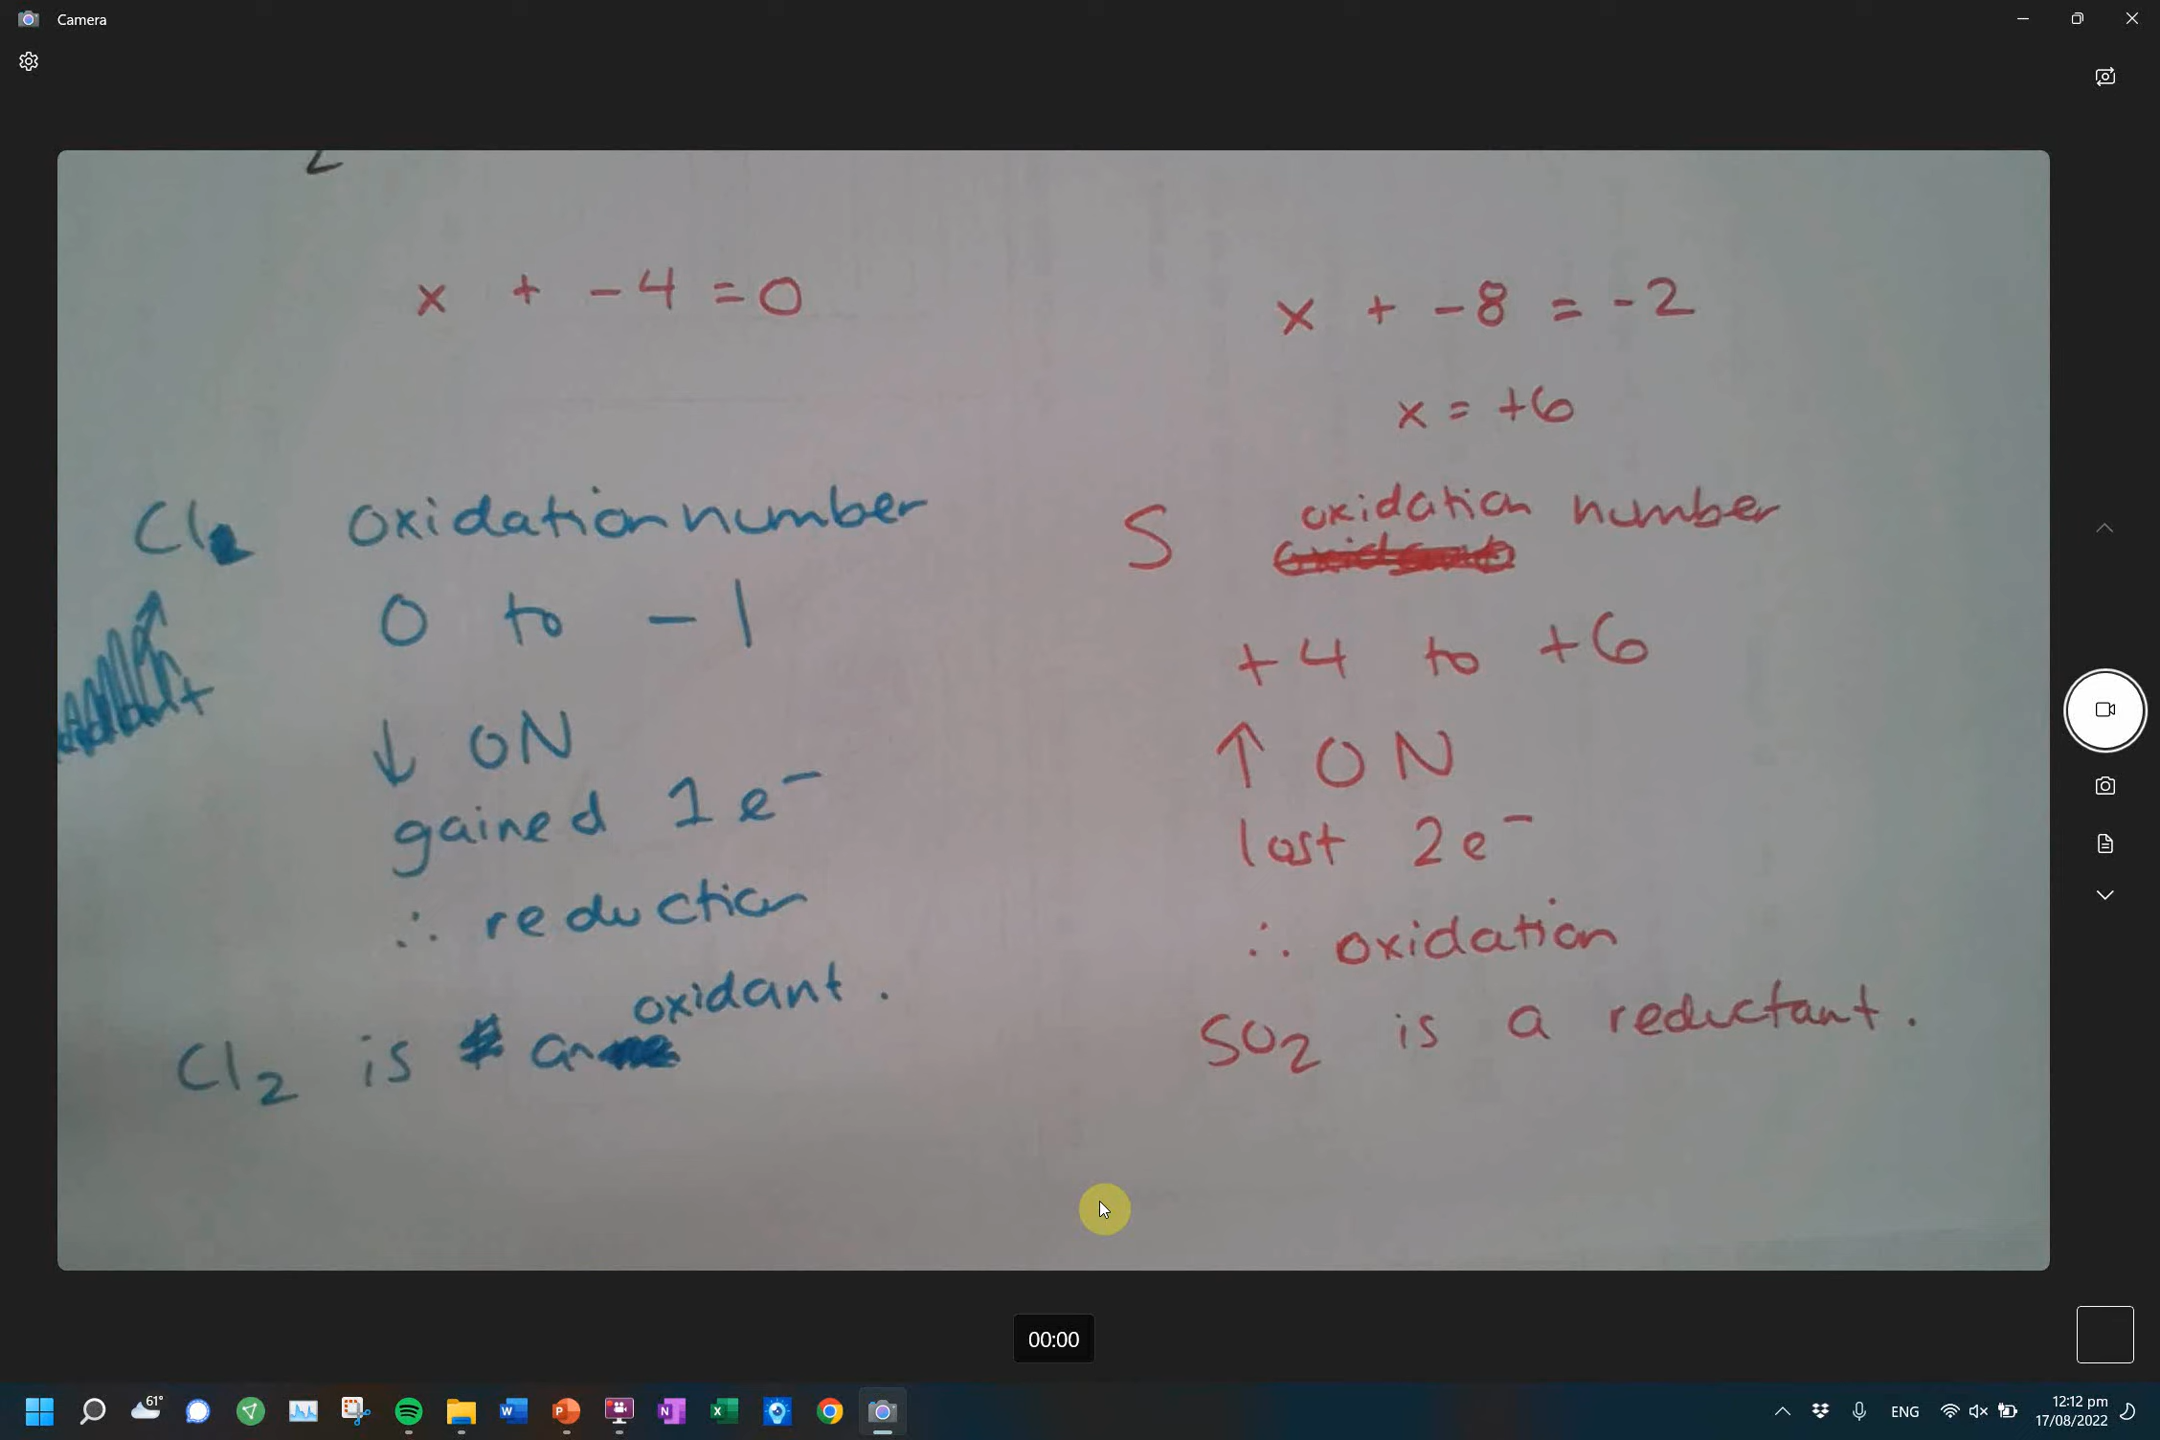 Camera
2
x + -4 = 0
x + -8 = -2
x = +6
Cl oxidation number
0 to -1
↓ ON
gained 1 e⁻
∴ reduction
oxidant.
Cl₂ is an
S oxidation number
+4 to +6
↑ ON
lost 2e⁻
∴ oxidation
SO₂ is a reductant.
00:00
61°
ENG
12:12 pm
17/08/2022